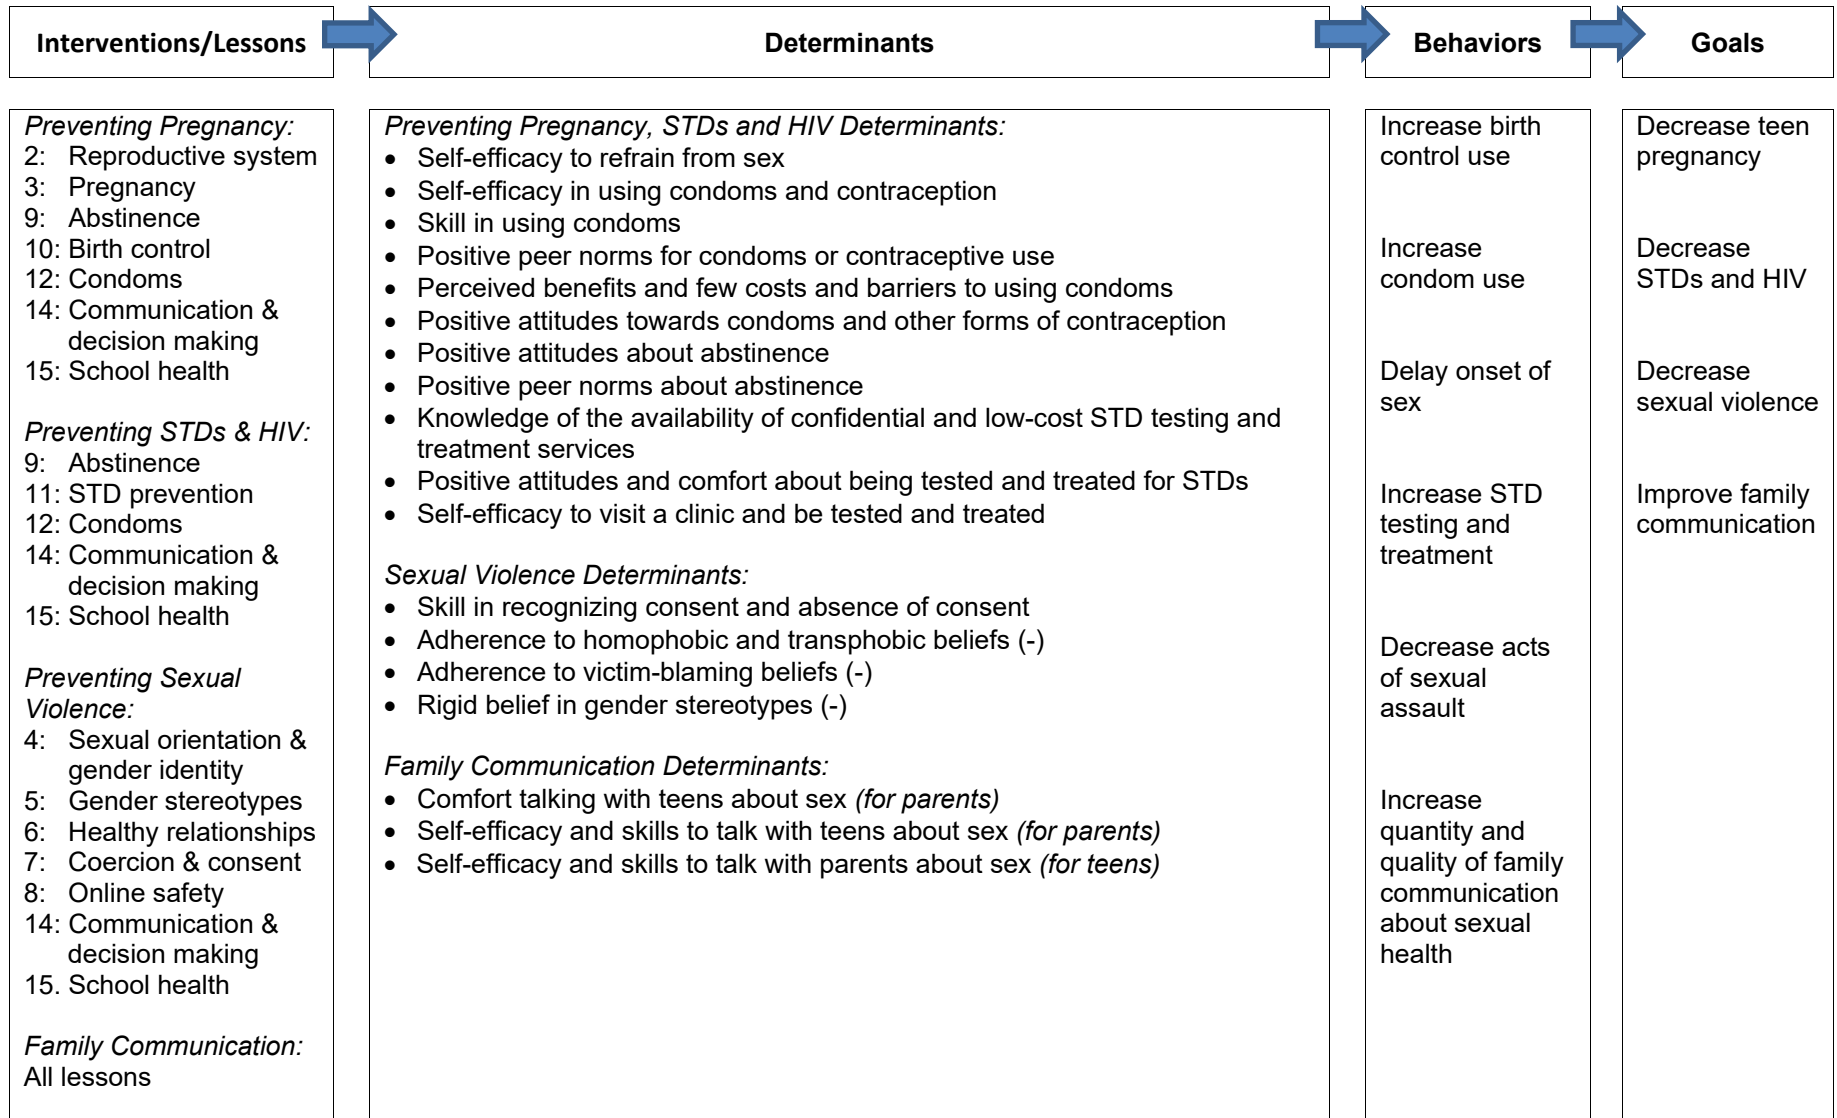 Interventions/Lessons
Determinants
Behaviors
Goals
Preventing Pregnancy:
2: Reproductive system
3: Pregnancy
9: Abstinence
10: Birth control
12: Condoms
14: Communication &
decision making
15: School health
Preventing STDs & HIV:
9: Abstinence
11: STD prevention
12: Condoms
14: Communication &
decision making
15: School health
Preventing Sexual
Violence:
4: Sexual orientation &
gender identity
5: Gender stereotypes
6: Healthy relationships
7: Coercion & consent
8: Online safety
14: Communication &
decision making
15. School health
Family Communication:
All lessons
Preventing Pregnancy, STDs and HIV Determinants:
• Self-efficacy to refrain from sex
• Self-efficacy in using condoms and contraception
• Skill in using condoms
• Positive peer norms for condoms or contraceptive use
• Perceived benefits and few costs and barriers to using condoms
• Positive attitudes towards condoms and other forms of contraception
• Positive attitudes about abstinence
• Positive peer norms about abstinence
• Knowledge of the availability of confidential and low-cost STD testing and
treatment services
• Positive attitudes and comfort about being tested and treated for STDs
• Self-efficacy to visit a clinic and be tested and treated
Sexual Violence Determinants:
• Skill in recognizing consent and absence of consent
• Adherence to homophobic and transphobic beliefs (-)
• Adherence to victim-blaming beliefs (-)
• Rigid belief in gender stereotypes (-)
Family Communication Determinants:
• Comfort talking with teens about sex (for parents)
• Self-efficacy and skills to talk with teens about sex (for parents)
• Self-efficacy and skills to talk with parents about sex (for teens)
Increase birth
control use
Increase
condom use
Delay onset of
sex
Increase STD
testing and
treatment
Decrease acts
of sexual
assault
Increase
quantity and
quality of family
communication
about sexual
health
Decrease teen
pregnancy
Decrease
STDs and HIV
Decrease
sexual violence
Improve family
communication